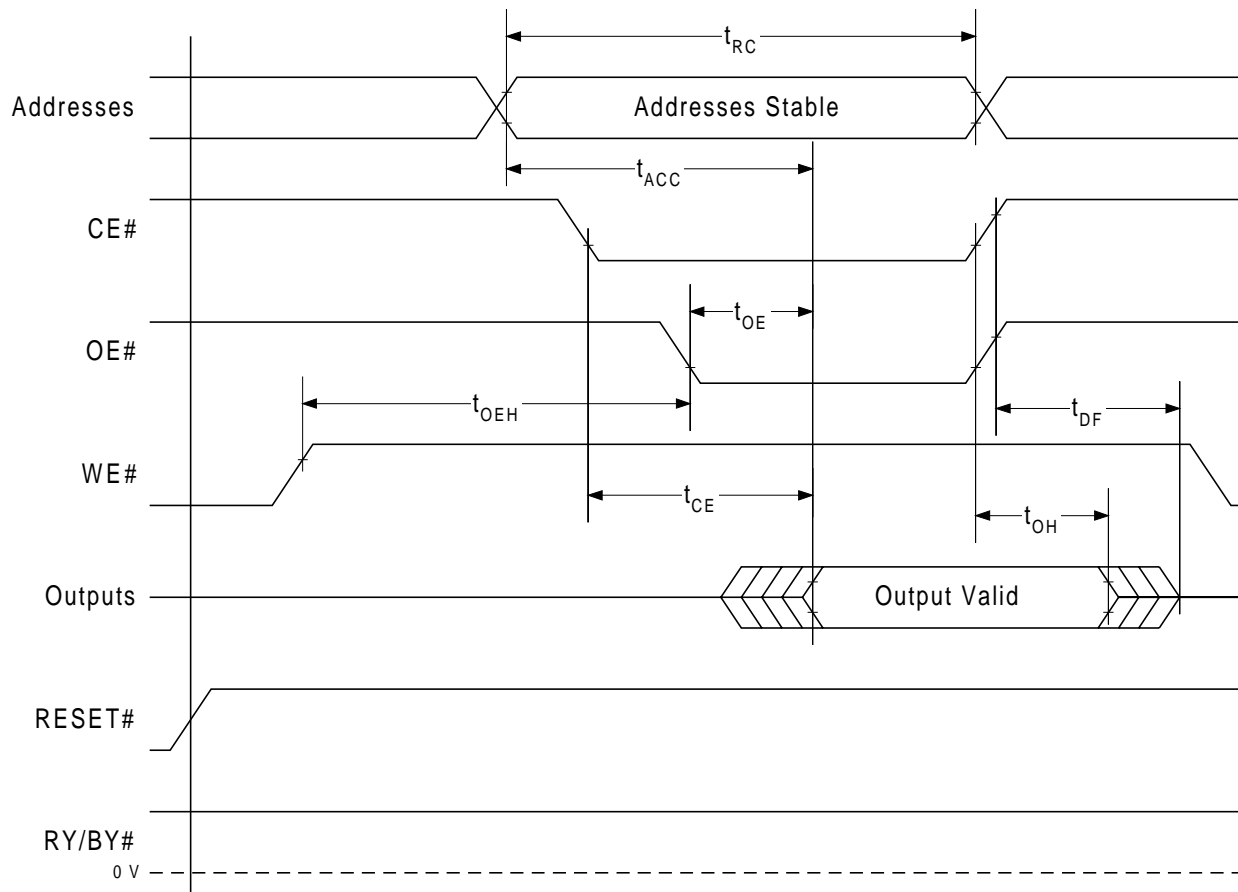 tRC
Addresses
Addresses Stable
tACC
CE#
tOE
OE#
tOEH
tDF
WE#
tCE
tOH
Outputs
Output Valid
RESET#
RY/BY#
0 V